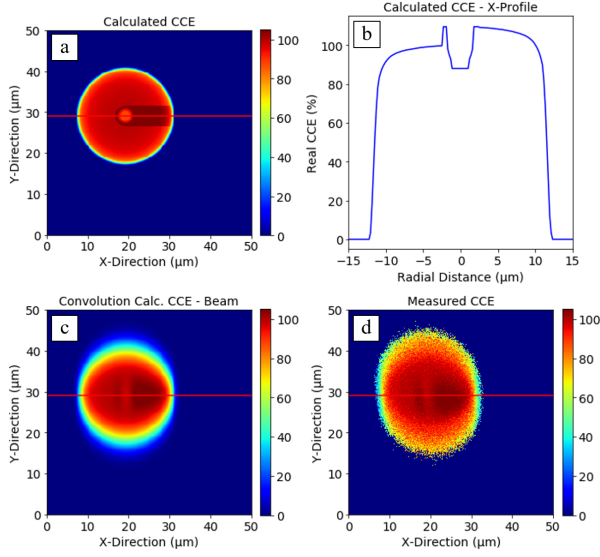 Calculated CCE
a
50
40
30
20
10
0
0 10 20 30 40 50
X-Direction (μm)
Y-Direction (μm)
100
80
60
40
20
0
Calculated CCE - X-Profile
b
100
80
60
40
20
0
−15 −10 −5 0 5 10 15
Radial Distance (μm)
Real CCE (%)
Convolution Calc. CCE - Beam
c
50
40
30
20
10
0
0 10 20 30 40 50
X-Direction (μm)
Y-Direction (μm)
100
80
60
40
20
0
Measured CCE
d
50
40
30
20
10
0
0 10 20 30 40 50
X-Direction (μm)
Y-Direction (μm)
100
80
60
40
20
0